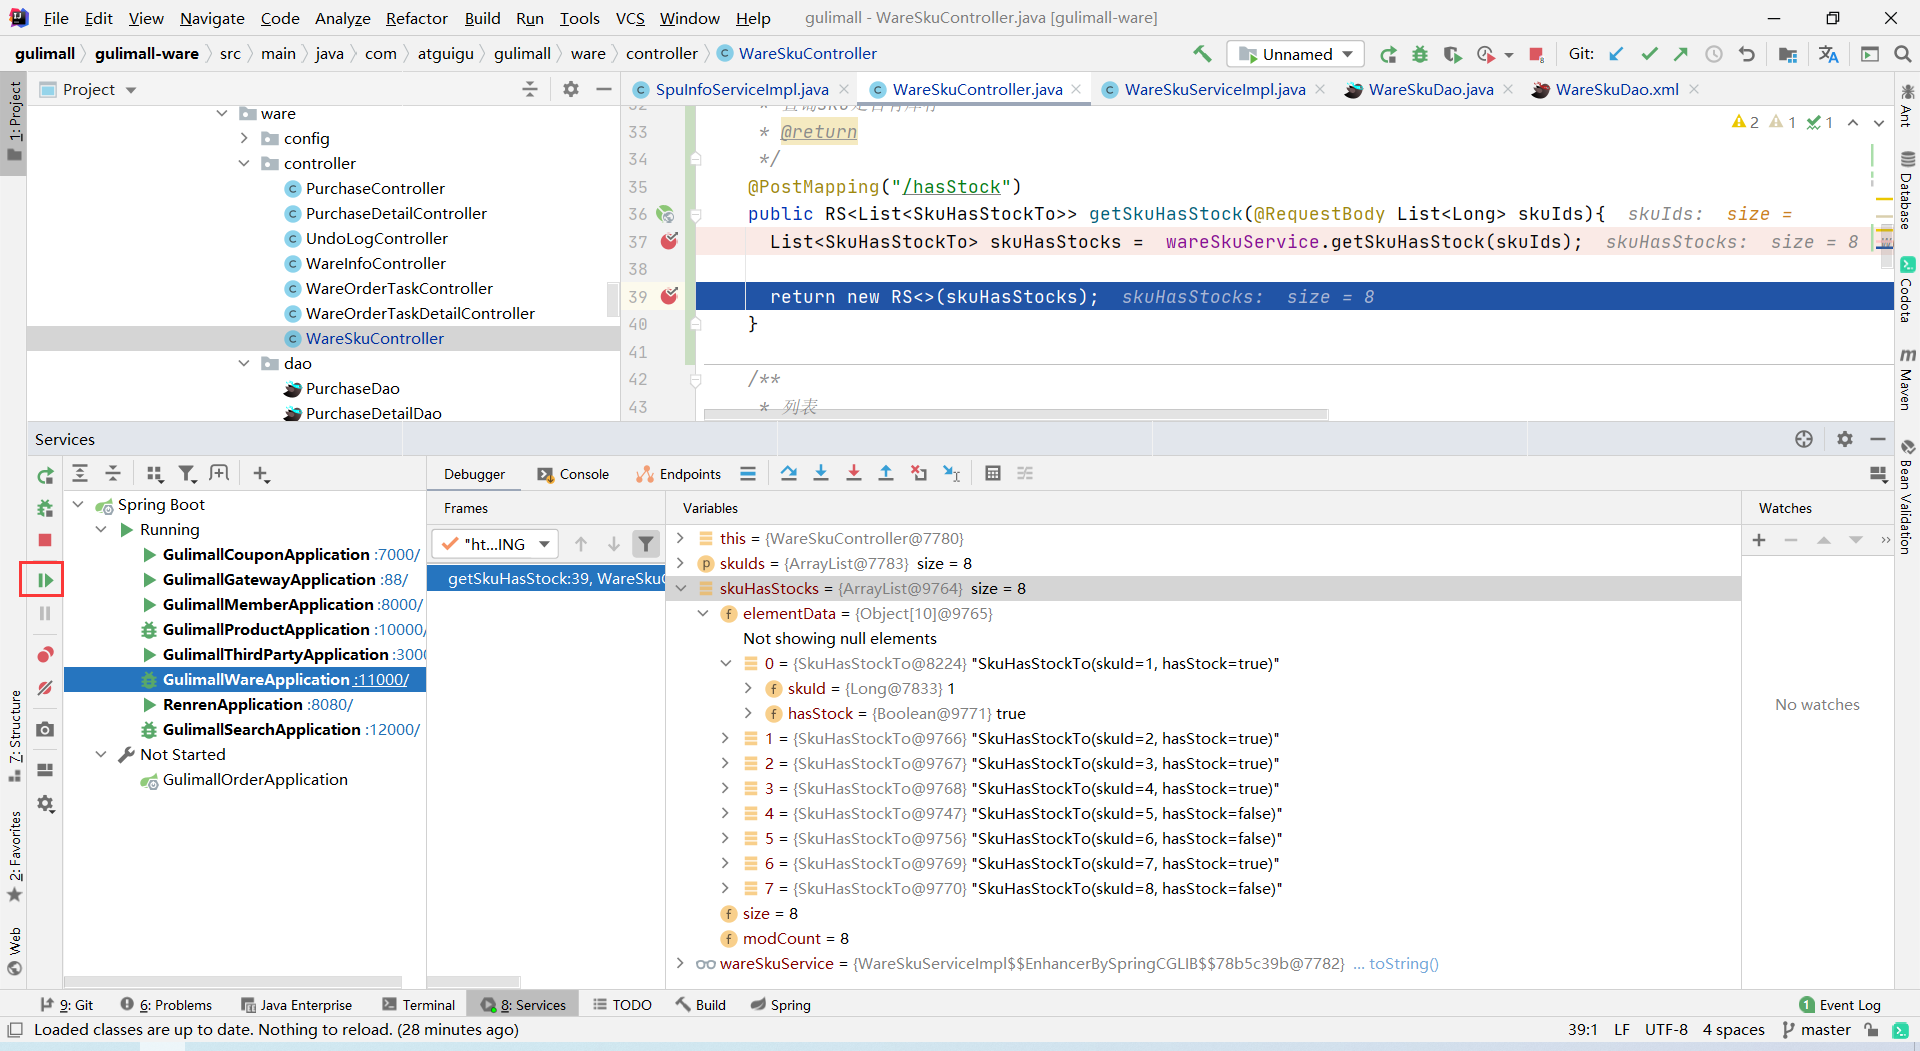 File Edit View Navigate Code Analyze Refactor Build Run Tools VCS Window Help gulimall - WareSkuController.java [gulimall-ware]
gulimall gulimall-ware src main java com atguigu gulimall ware controller WareSkuController Unnamed Git:
1: Project
Project
SpuInfoServiceImpl.java WareSkuController.java WareSkuServiceImpl.java WareSkuDao.java WareSkuDao.xml
ware
config
controller
PurchaseController
PurchaseDetailController
UndoLogController
WareInfoController
WareOrderTaskController
WareOrderTaskDetailController
WareSkuController
dao
PurchaseDao
PurchaseDetailDao
2 1 1
32 * 查询sku是否有库存
33 * @return
34 */
35 @PostMapping("/hasStock")
36 public RS<List<SkuHasStockTo>> getSkuHasStock(@RequestBody List<Long> skuIds){ skuIds: size =
37 List<SkuHasStockTo> skuHasStocks = wareSkuService.getSkuHasStock(skuIds); skuHasStocks: size = 8
38
39 return new RS<>(skuHasStocks); skuHasStocks: size = 8
40 }
41
42 /**
43 * 列表
Ant
Database
Codota
Maven
Bean Validation
Services
Debugger Console Endpoints
Spring Boot
Running
GulimallCouponApplication :7000/
GulimallGatewayApplication :88/
GulimallMemberApplication :8000/
GulimallProductApplication :10000/
GulimallThirdPartyApplication :3000
GulimallWareApplication :11000/
RenrenApplication :8080/
GulimallSearchApplication :12000/
Not Started
GulimallOrderApplication
Frames
"ht...ING
getSkuHasStock:39, WareSkuC
Variables
this = {WareSkuController@7780}
skuIds = {ArrayList@7783} size = 8
skuHasStocks = {ArrayList@9764} size = 8
elementData = {Object[10]@9765}
Not showing null elements
0 = {SkuHasStockTo@8224} "SkuHasStockTo(skuId=1, hasStock=true)"
skuId = {Long@7833} 1
hasStock = {Boolean@9771} true
1 = {SkuHasStockTo@9766} "SkuHasStockTo(skuId=2, hasStock=true)"
2 = {SkuHasStockTo@9767} "SkuHasStockTo(skuId=3, hasStock=true)"
3 = {SkuHasStockTo@9768} "SkuHasStockTo(skuId=4, hasStock=true)"
4 = {SkuHasStockTo@9747} "SkuHasStockTo(skuId=5, hasStock=false)"
5 = {SkuHasStockTo@9756} "SkuHasStockTo(skuId=6, hasStock=false)"
6 = {SkuHasStockTo@9769} "SkuHasStockTo(skuId=7, hasStock=true)"
7 = {SkuHasStockTo@9770} "SkuHasStockTo(skuId=8, hasStock=false)"
size = 8
modCount = 8
wareSkuService = {WareSkuServiceImpl$$EnhancerBySpringCGLIB$$78b5c39b@7782} ... toString()
Watches
No watches
7: Structure
2: Favorites
Web
9: Git 6: Problems Java Enterprise Terminal 8: Services TODO Build Spring 1 Event Log
Loaded classes are up to date. Nothing to reload. (28 minutes ago) 39:1 LF UTF-8 4 spaces master